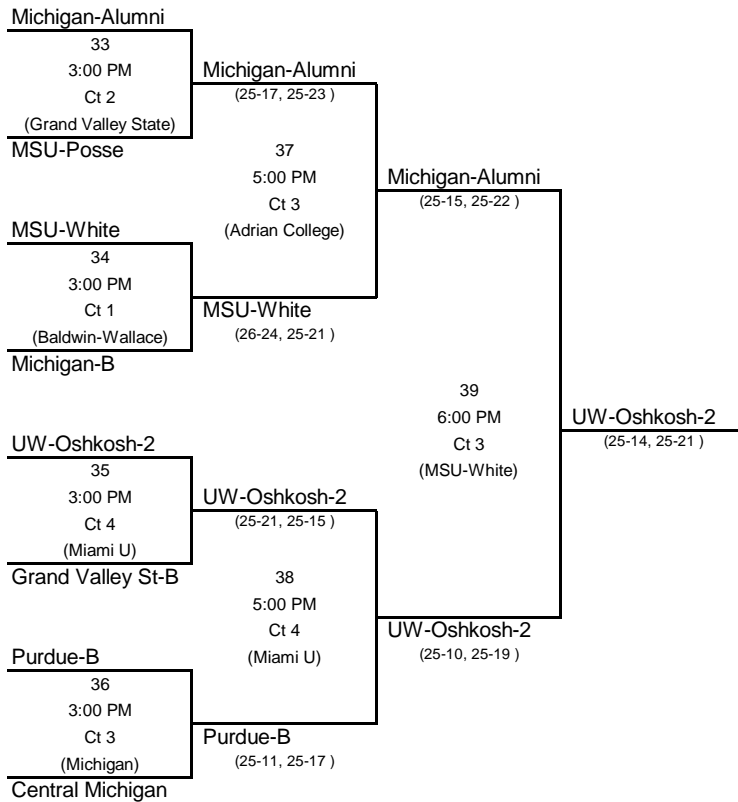 Michigan-Alumni
33
3:00 PM
Ct 2
(Grand Valley State)
MSU-Posse
Michigan-Alumni
(25-17, 25-23 )
37
5:00 PM
Ct 3
(Adrian College)
MSU-White
34
3:00 PM
Ct 1
(Baldwin-Wallace)
Michigan-B
MSU-White
(26-24, 25-21 )
Michigan-Alumni
(25-15, 25-22 )
39
6:00 PM
Ct 3
(MSU-White)
UW-Oshkosh-2
(25-14, 25-21 )
UW-Oshkosh-2
35
3:00 PM
Ct 4
(Miami U)
Grand Valley St-B
UW-Oshkosh-2
(25-21, 25-15 )
38
5:00 PM
Ct 4
(Miami U)
UW-Oshkosh-2
(25-10, 25-19 )
Purdue-B
36
3:00 PM
Ct 3
(Michigan)
Central Michigan
Purdue-B
(25-11, 25-17 )